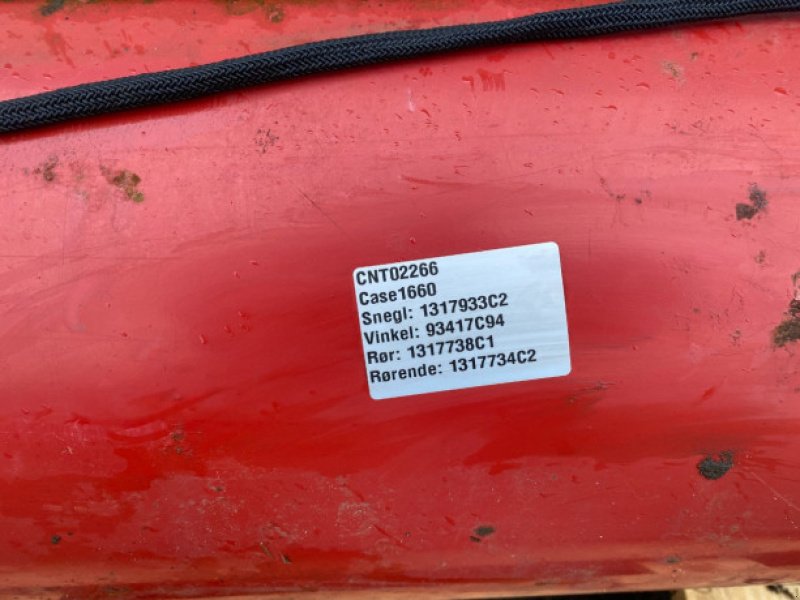 CNT02266
Case1660
Snegl: 1317933C2
Vinkel: 93417C94
Rør: 1317738C1
Rørende: 1317734C2